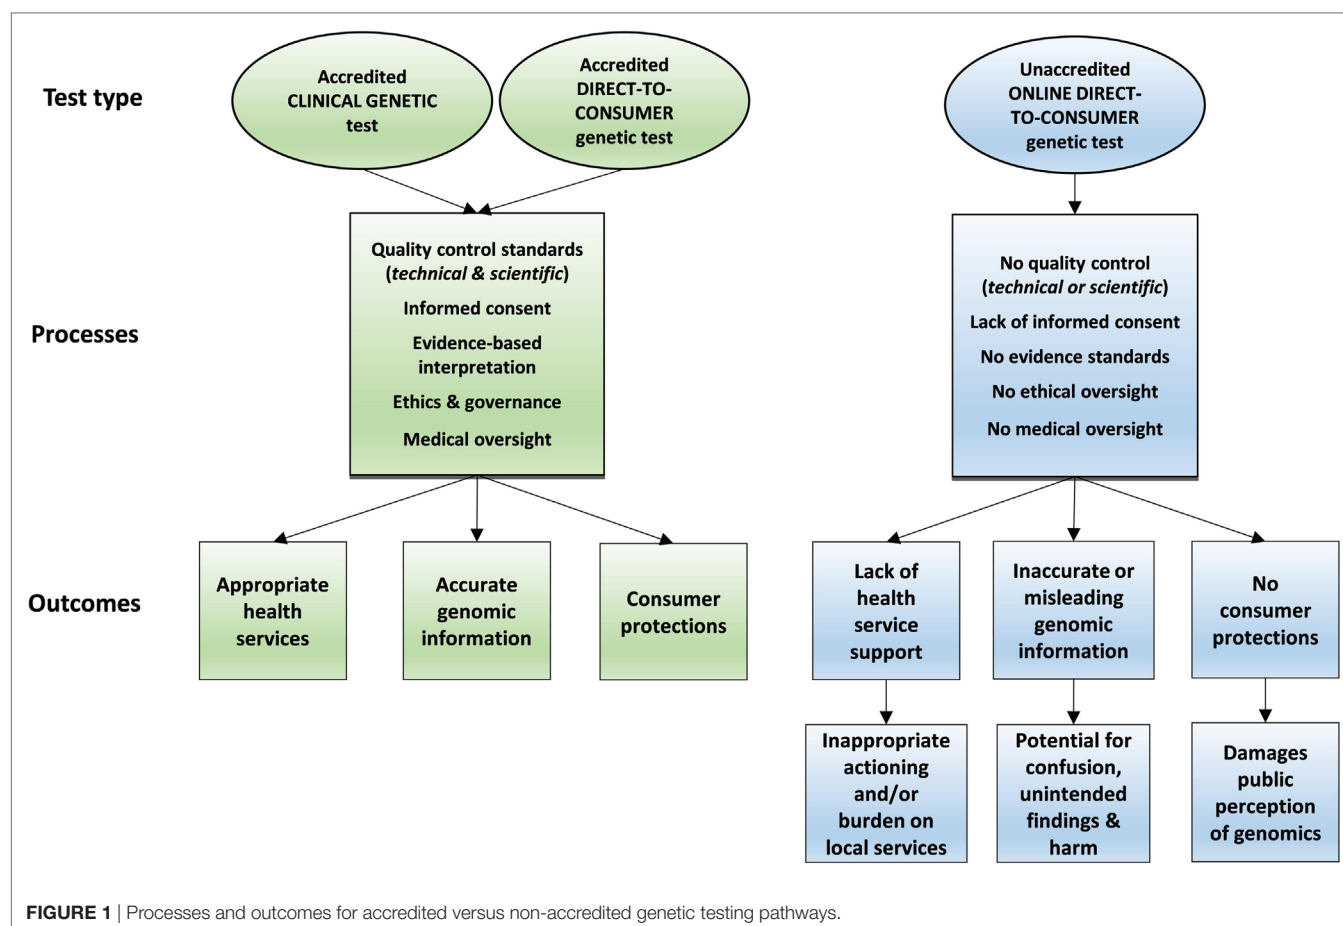 Test type
Accredited
CLINICAL GENETIC
test
Accredited
DIRECT-TO-
CONSUMER
genetic test
Unaccredited
ONLINE DIRECT-
TO-CONSUMER
genetic test
Processes
Quality control standards
(technical & scientific)
Informed consent
Evidence-based
interpretation
Ethics & governance
Medical oversight
No quality control
(technical or scientific)
Lack of informed consent
No evidence standards
No ethical oversight
No medical oversight
Outcomes
Appropriate
health
services
Accurate
genomic
information
Consumer
protections
Lack of
health
service
support
Inaccurate or
misleading
genomic
information
No
consumer
protections
Inappropriate
actioning
and/or
burden on
local services
Potential for
confusion,
unintended
findings &
harm
Damages
public
perception
of genomics
FIGURE 1 | Processes and outcomes for accredited versus non-accredited genetic testing pathways.